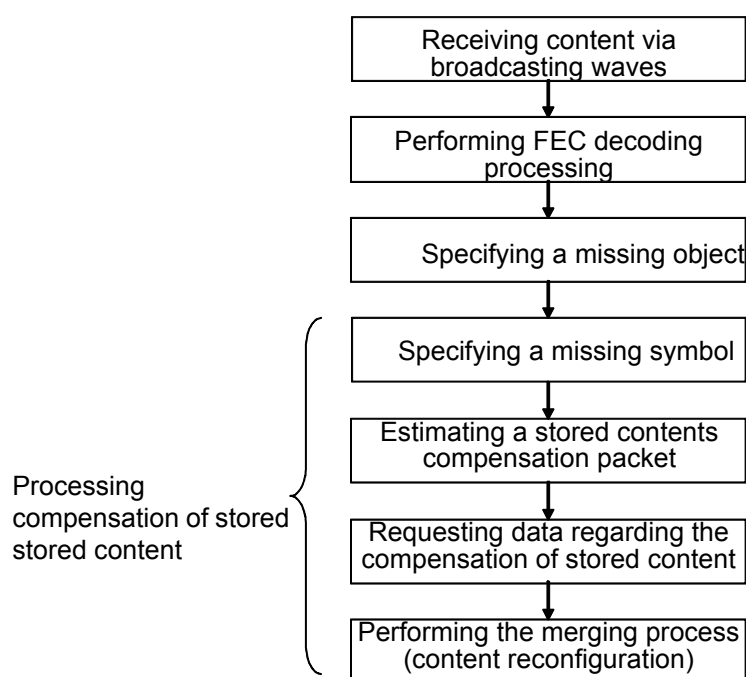 Receiving content via
broadcasting waves
Performing FEC decoding
processing
Specifying a missing object
Specifying a missing symbol
Estimating a stored contents
compensation packet
Processing
compensation of stored
stored content
Requesting data regarding the
compensation of stored content
Performing the merging process
(content reconfiguration)